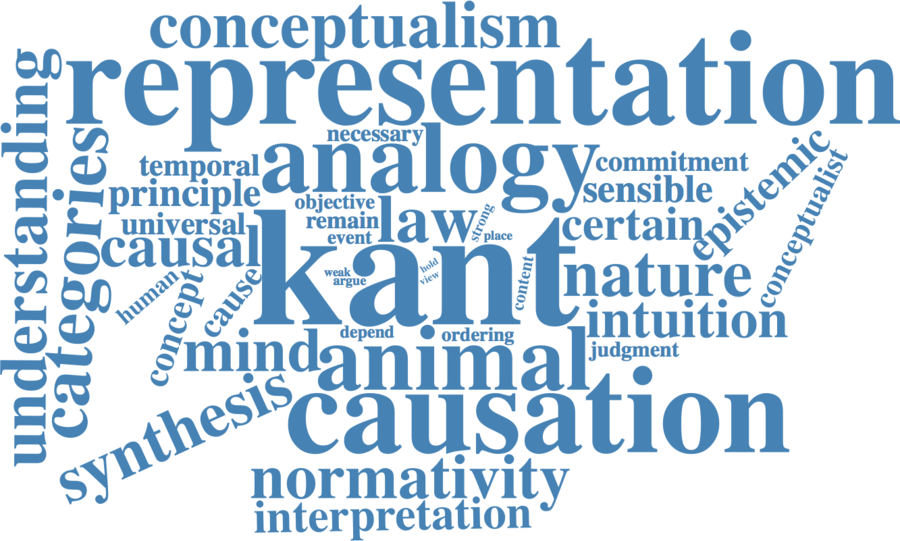 conceptualism
representation
understanding
categories
necessary
analogy
temporal
commitment
epistemic
conceptualist
principle
sensible
objective
universal
remain
law
strong
place
certain
causal
event
kant
weak
argue
hold
view
content
nature
human
concept
cause
intuition
mind
depend
ordering
judgment
animal
synthesis
causation
normativity
interpretation